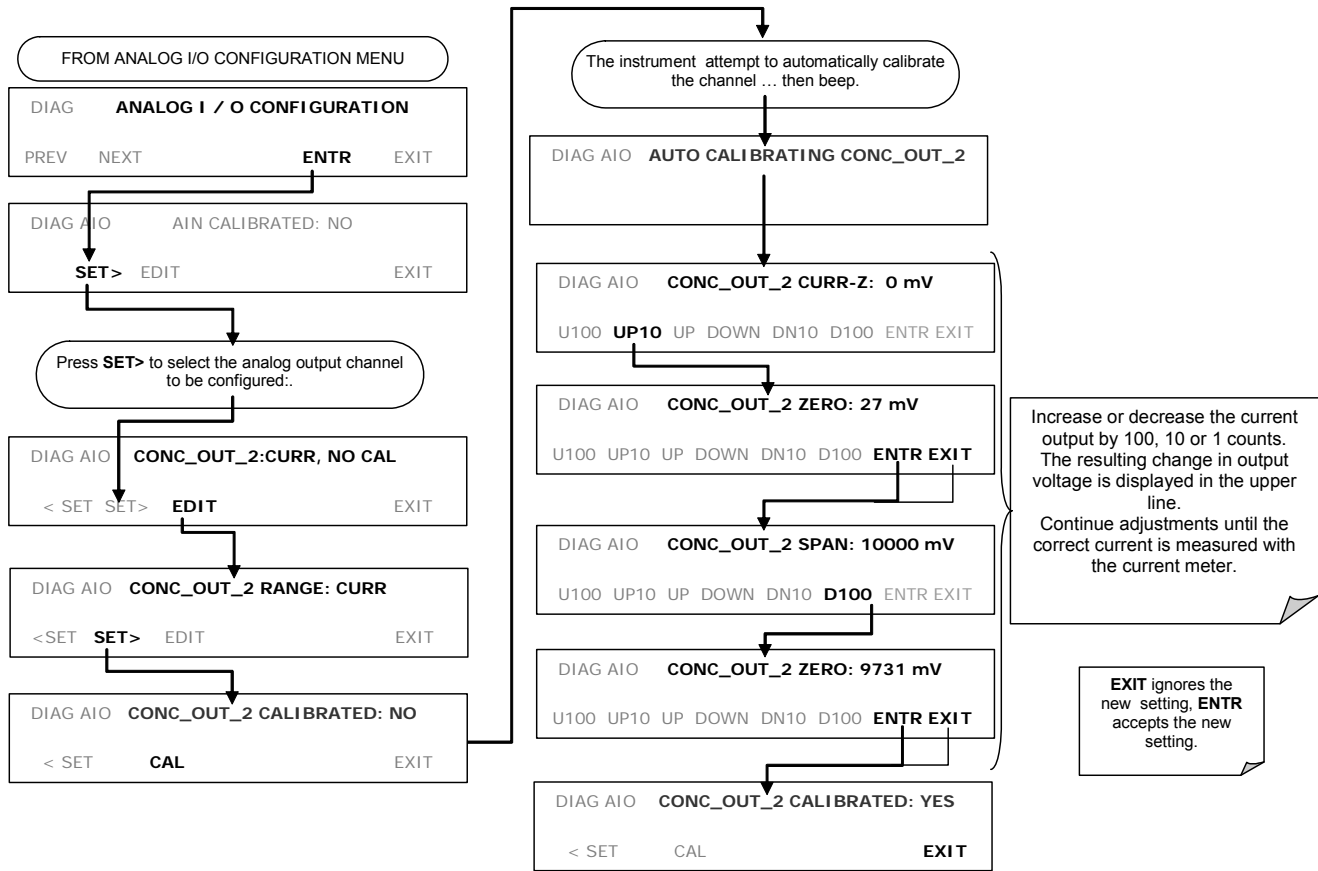 FROM ANALOG I/O CONFIGURATION MENU
DIAG ANALOG I / O CONFIGURATION
PREV NEXT ENTR EXIT
DIAG AIO AIN CALIBRATED: NO
SET> EDIT EXIT
Press SET> to select the analog output channel
to be configured:.
DIAG AIO CONC_OUT_2:CURR, NO CAL
< SET SET> EDIT EXIT
DIAG AIO CONC_OUT_2 RANGE: CURR
<SET SET> EDIT EXIT
DIAG AIO CONC_OUT_2 CALIBRATED: NO
< SET CAL EXIT
The instrument attempt to automatically calibrate
the channel … then beep.
DIAG AIO AUTO CALIBRATING CONC_OUT_2
DIAG AIO CONC_OUT_2 CURR-Z: 0 mV
U100 UP10 UP DOWN DN10 D100 ENTR EXIT
DIAG AIO CONC_OUT_2 ZERO: 27 mV
U100 UP10 UP DOWN DN10 D100 ENTR EXIT
DIAG AIO CONC_OUT_2 SPAN: 10000 mV
U100 UP10 UP DOWN DN10 D100 ENTR EXIT
DIAG AIO CONC_OUT_2 ZERO: 9731 mV
U100 UP10 UP DOWN DN10 D100 ENTR EXIT
DIAG AIO CONC_OUT_2 CALIBRATED: YES
< SET CAL EXIT
Increase or decrease the current
output by 100, 10 or 1 counts.
The resulting change in output
voltage is displayed in the upper
line.
Continue adjustments until the
correct current is measured with
the current meter.
EXIT ignores the
new setting, ENTR
accepts the new
setting.